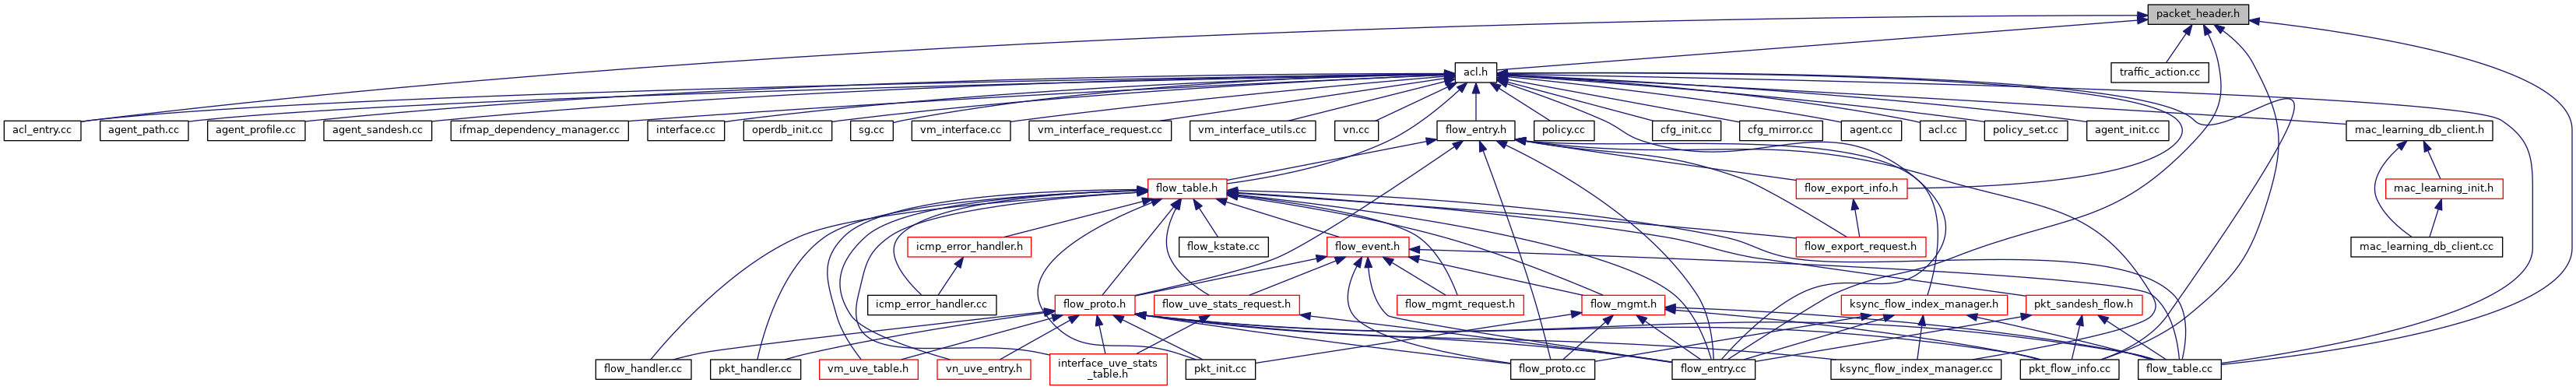 packet_header.h
acl.h
traffic_action.cc
acl_entry.cc
agent_path.cc
agent_profile.cc
agent_sandesh.cc
ifmap_dependency_manager.cc
interface.cc
operdb_init.cc
sg.cc
vm_interface.cc
vm_interface_request.cc
vm_interface_utils.cc
vn.cc
flow_entry.h
policy.cc
cfg_init.cc
cfg_mirror.cc
agent.cc
acl.cc
policy_set.cc
agent_init.cc
mac_learning_db_client.h
flow_table.h
flow_export_info.h
mac_learning_init.h
icmp_error_handler.h
flow_kstate.cc
flow_event.h
flow_export_request.h
mac_learning_db_client.cc
icmp_error_handler.cc
flow_proto.h
flow_uve_stats_request.h
flow_mgmt_request.h
flow_mgmt.h
ksync_flow_index_manager.h
pkt_sandesh_flow.h
flow_handler.cc
pkt_handler.cc
vm_uve_table.h
vn_uve_entry.h
interface_uve_stats
_table.h
pkt_init.cc
flow_proto.cc
flow_entry.cc
ksync_flow_index_manager.cc
pkt_flow_info.cc
flow_table.cc